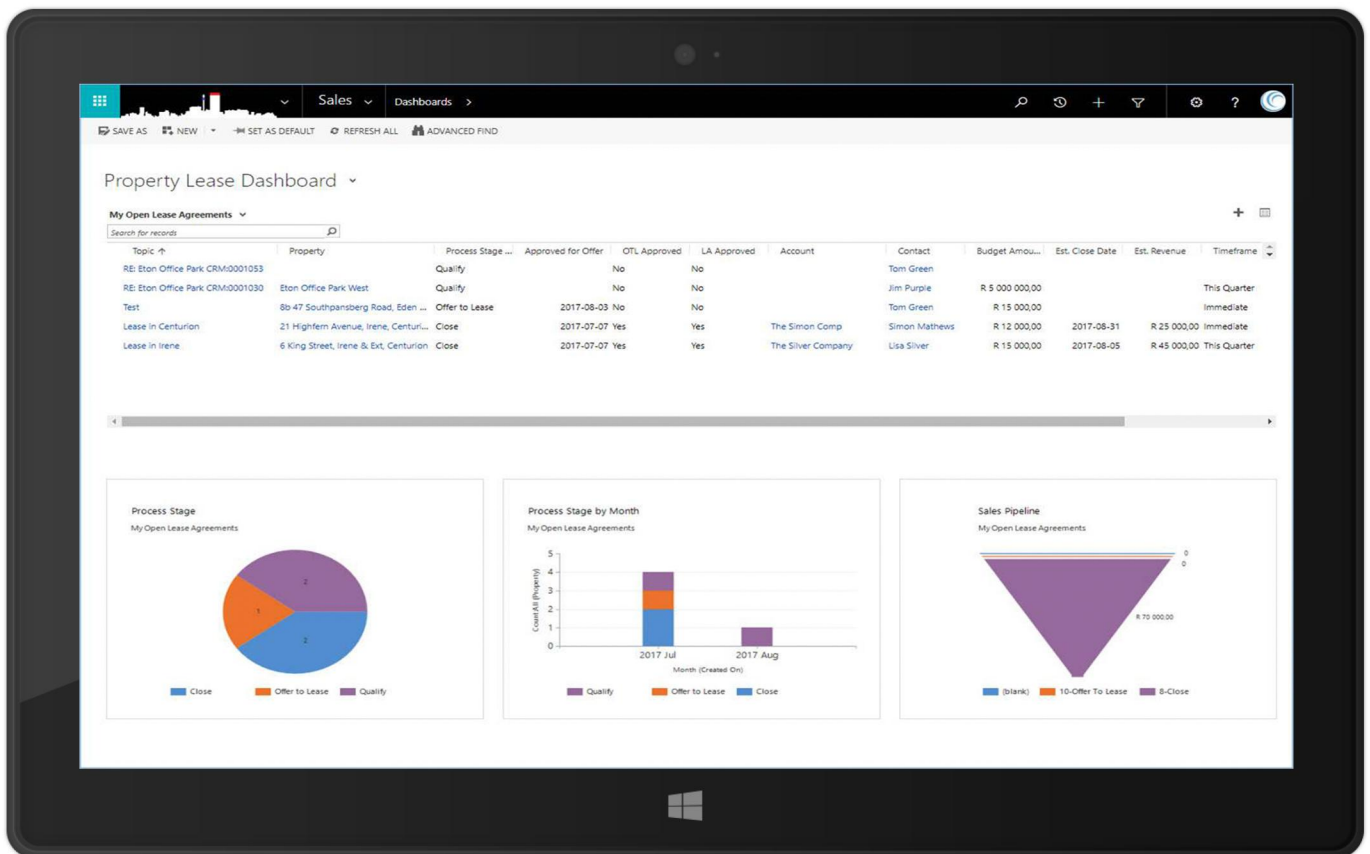 Sales Dashboards >
SAVE AS NEW SET AS DEFAULT REFRESH ALL ADVANCED FIND
Property Lease Dashboard
My Open Lease Agreements
Search for records
Topic ↑ Property Process Stage ... Approved for Offer OTL Approved LA Approved Account Contact Budget Amou... Est. Close Date Est. Revenue Timeframe
RE: Eton Office Park CRM:0001053 Qualify No No Tom Green
RE: Eton Office Park CRM:0001030 Eton Office Park West Qualify No No Jim Purple R 5 000 000,00 This Quarter
Test 8b 47 Southpansberg Road, Eden ... Offer to Lease 2017-08-03 No No Tom Green R 15 000,00 Immediate
Lease in Centurion 21 Highfern Avenue, Irene, Centuri... Close 2017-07-07 Yes Yes The Simon Comp Simon Mathews R 12 000,00 2017-08-31 R 25 000,00 Immediate
Lease in Irene 6 King Street, Irene & Ext, Centurion Close 2017-07-07 Yes Yes The Silver Company Lisa Silver R 15 000,00 2017-08-05 R 45 000,00 This Quarter
Process Stage
My Open Lease Agreements
2
1
2
Close Offer to Lease Qualify
Process Stage by Month
My Open Lease Agreements
CountAll (Property)
5
4
3
2
1
0
2017 Jul 2017 Aug
Month (Created On)
Qualify Offer to Lease Close
Sales Pipeline
My Open Lease Agreements
0
0
R 70 000,00
(blank) 10-Offer To Lease 8-Close